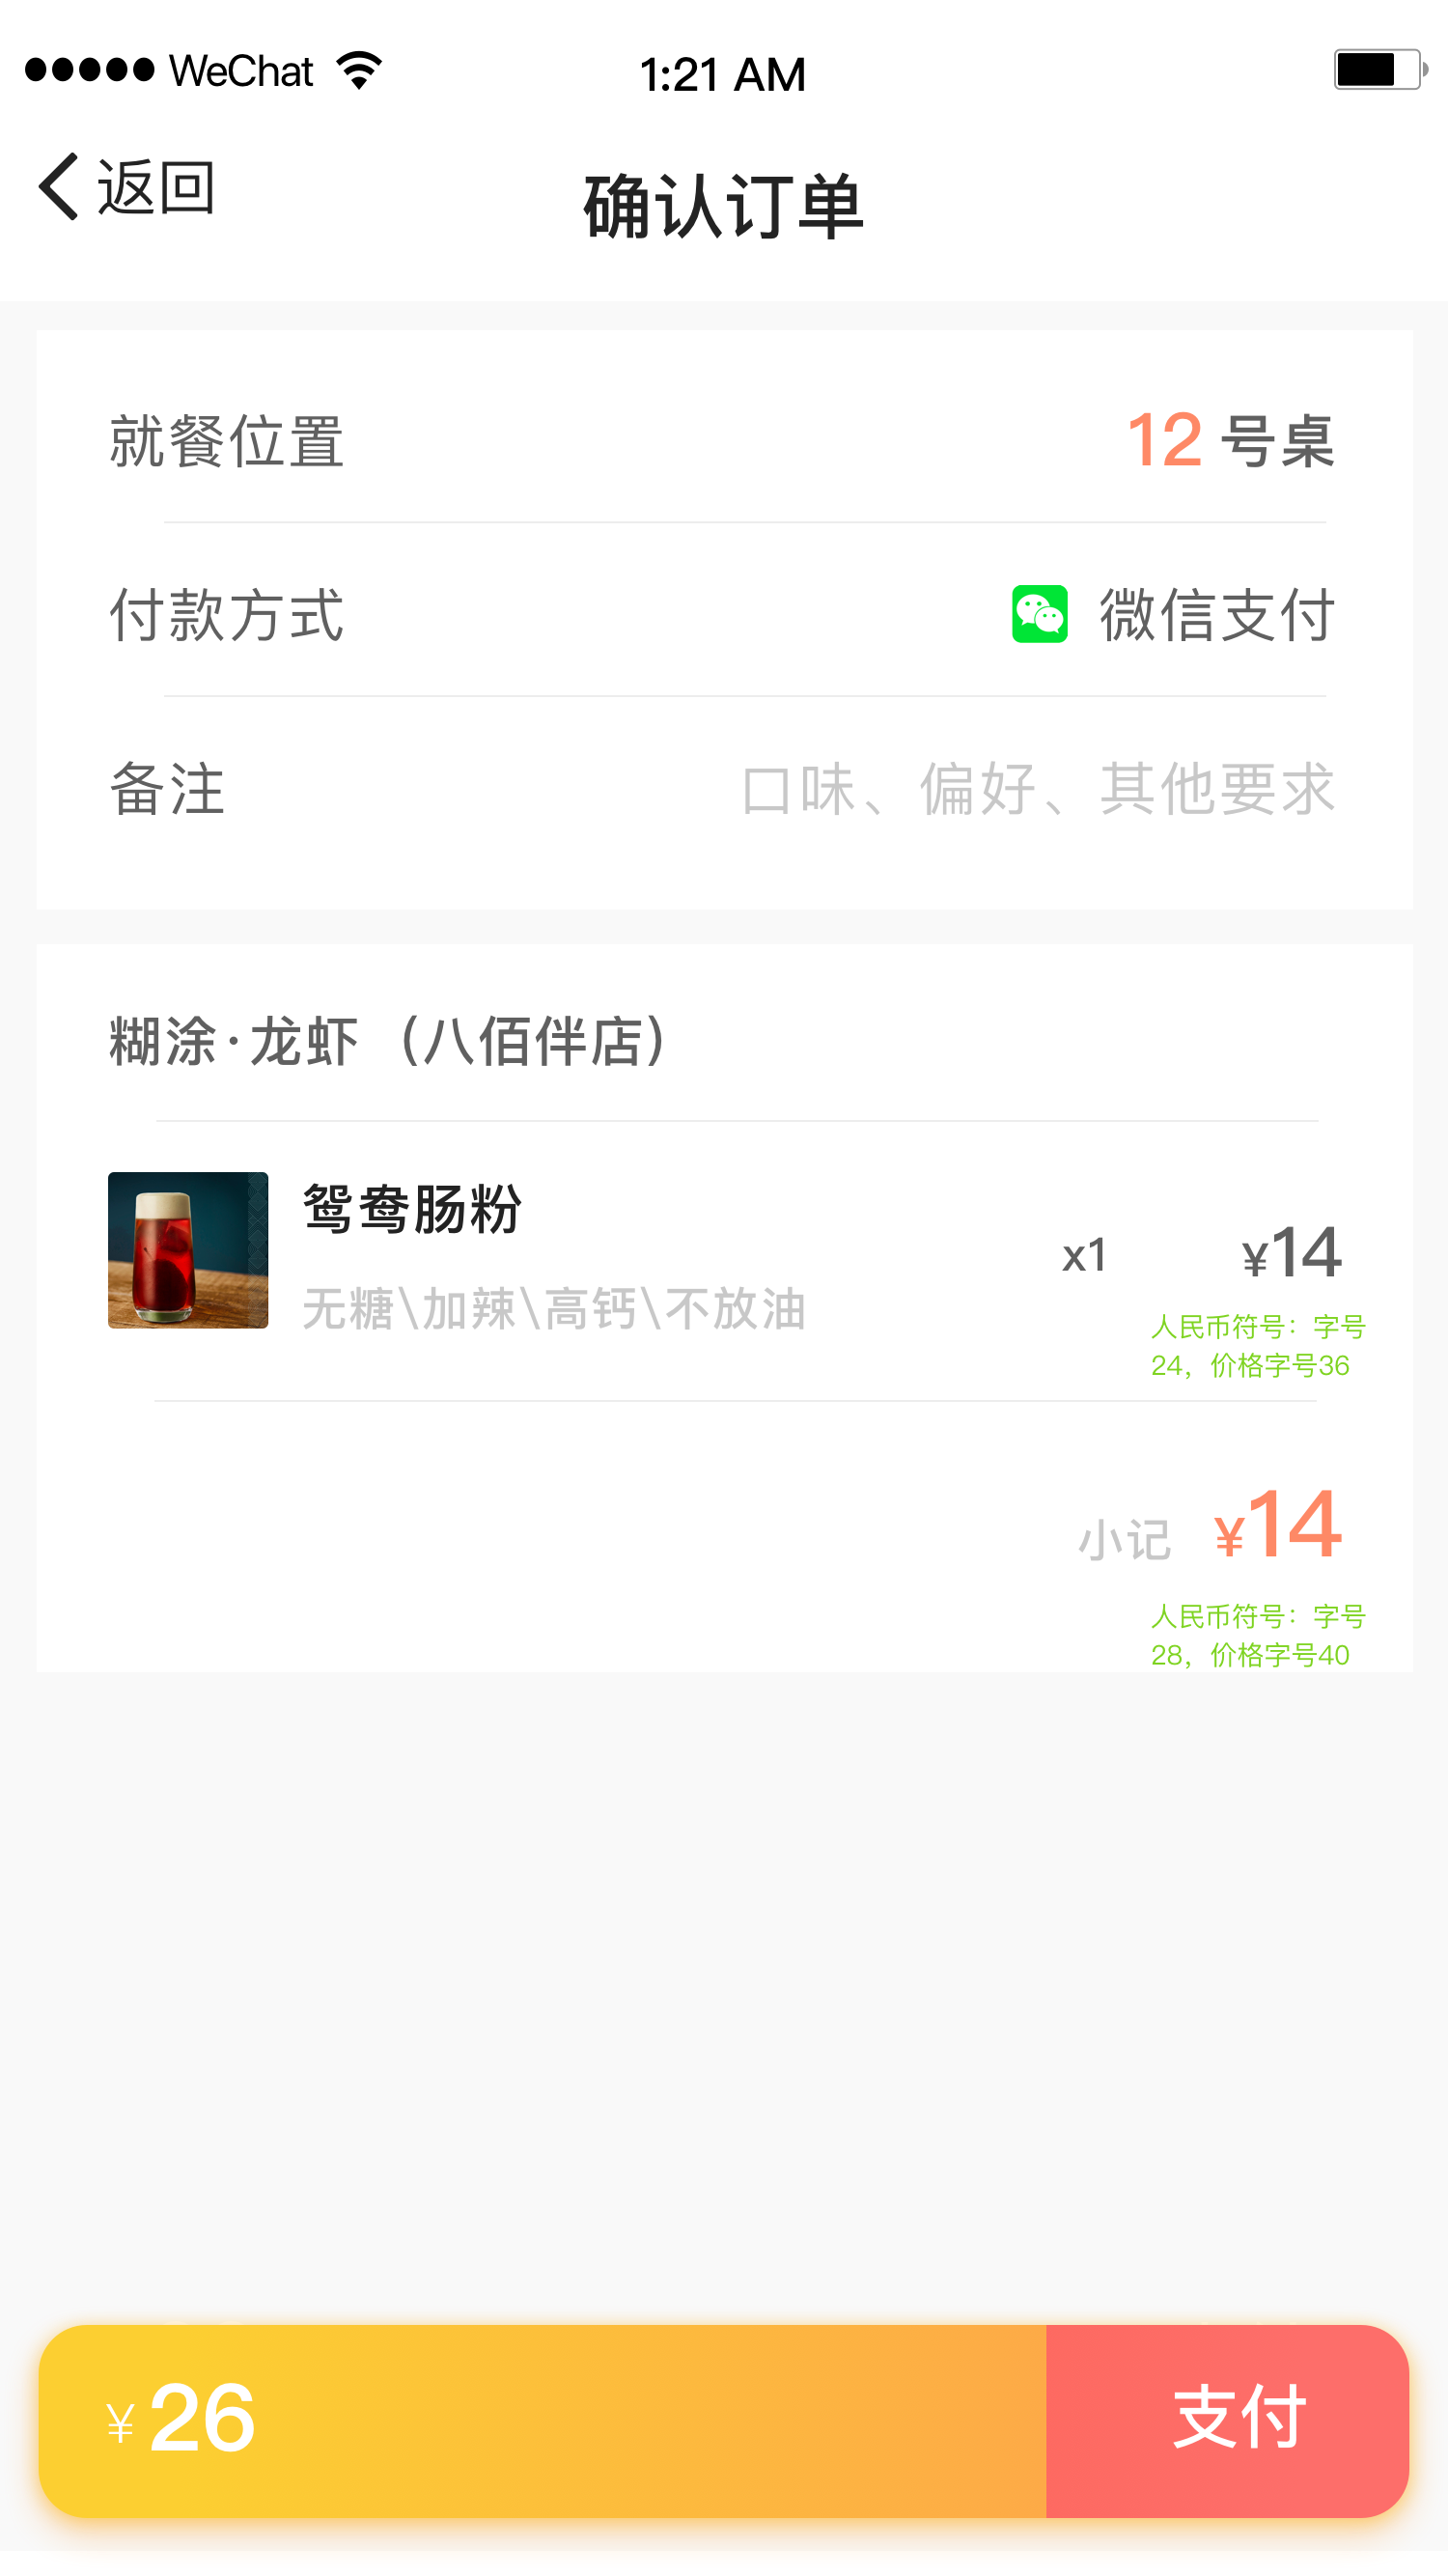 WeChat 1:21 AM
返回
确认订单
就餐位置 12 号桌
付款方式 微信支付
备注 口味、偏好、其他要求
糊涂·龙虾（八佰伴店）
鸳鸯肠粉
x1 ¥14
无糖\加辣\高钙\不放油
人民币符号：字号
24，价格字号36
小记 ¥14
人民币符号：字号
28，价格字号40
¥ 26 支付